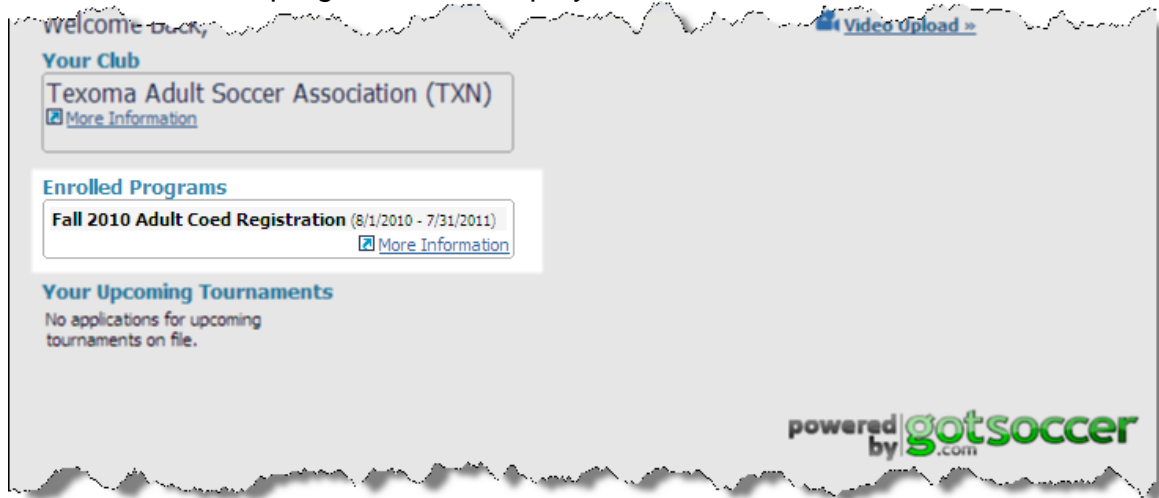 Welcome Back,
Video Upload »
Your Club
Texoma Adult Soccer Association (TXN)
More Information
Enrolled Programs
Fall 2010 Adult Coed Registration (8/1/2010 - 7/31/2011)
More Information
Your Upcoming Tournaments
No applications for upcoming
tournaments on file.
powered by gotsoccer .com